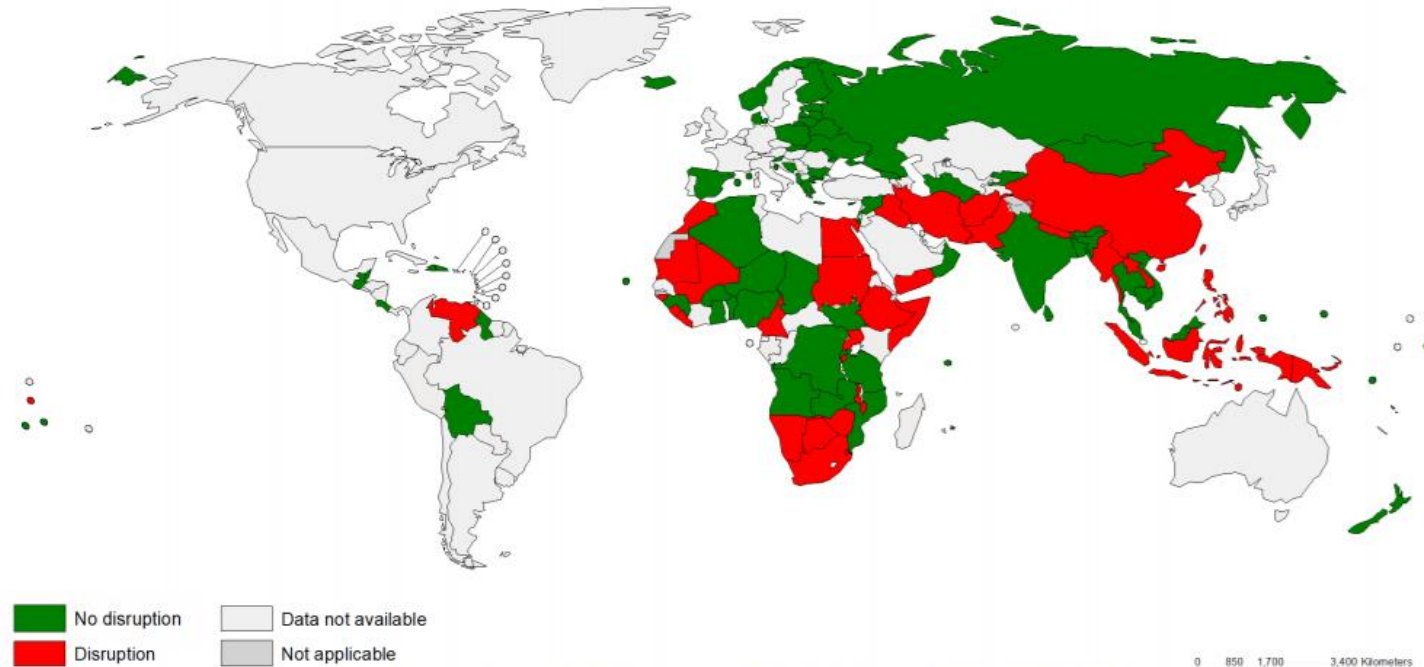 No disruption
Data not available
Disruption
Not applicable
0 850 1,700 3,400 Kilometers